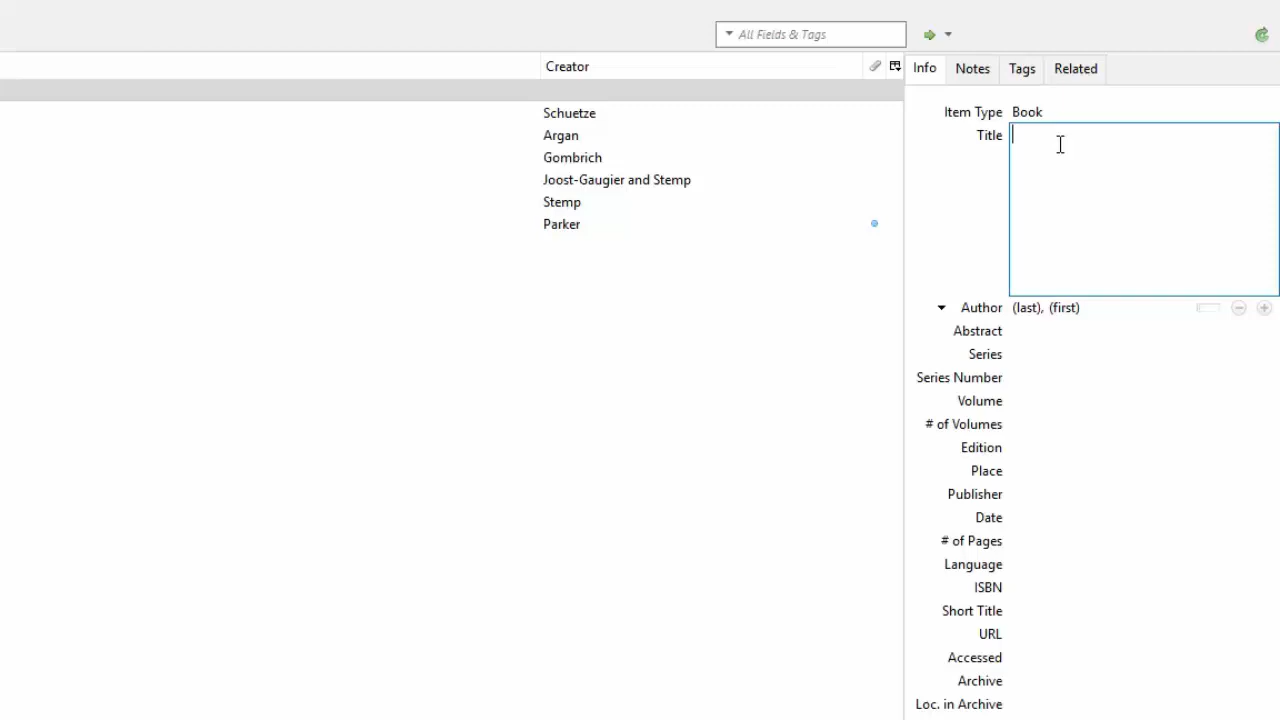 All Fields & Tags
Creator
Schuetze
Argan
Gombrich
Joost-Gaugier and Stemp
Stemp
Parker
Info Notes Tags Related
Item Type Book
Title
Author (last), (first)
Abstract
Series
Series Number
Volume
# of Volumes
Edition
Place
Publisher
Date
# of Pages
Language
ISBN
Short Title
URL
Accessed
Archive
Loc. in Archive